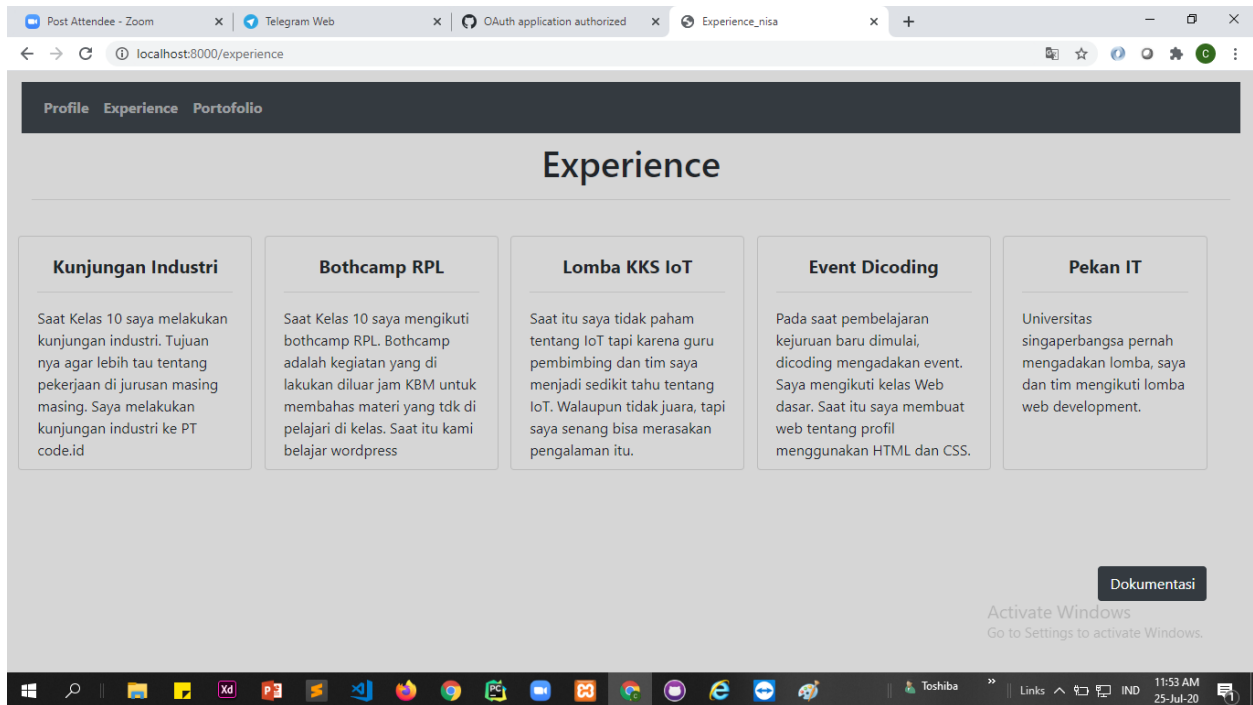 Post Attendee - Zoom
Telegram Web
OAuth application authorized
Experience_nisa
localhost:8000/experience
C
Profile Experience Portofolio
Experience
Kunjungan Industri
Saat Kelas 10 saya melakukan
kunjungan industri. Tujuan
nya agar lebih tau tentang
pekerjaan di jurusan masing
masing. Saya melakukan
kunjungan industri ke PT
code.id
Bothcamp RPL
Saat Kelas 10 saya mengikuti
bothcamp RPL. Bothcamp
adalah kegiatan yang di
lakukan diluar jam KBM untuk
membahas materi yang tdk di
pelajari di kelas. Saat itu kami
belajar wordpress
Lomba KKS IoT
Saat itu saya tidak paham
tentang IoT tapi karena guru
pembimbing dan tim saya
menjadi sedikit tahu tentang
IoT. Walaupun tidak juara, tapi
saya senang bisa merasakan
pengalaman itu.
Event Dicoding
Pada saat pembelajaran
kejuruan baru dimulai,
dicoding mengadakan event.
Saya mengikuti kelas Web
dasar. Saat itu saya membuat
web tentang profil
menggunakan HTML dan CSS.
Pekan IT
Universitas
singaperbangsa pernah
mengadakan lomba, saya
dan tim mengikuti lomba
web development.
Dokumentasi
Activate Windows
Go to Settings to activate Windows.
Xd
PC
Toshiba
Links
IND
11:53 AM
25-Jul-20
1